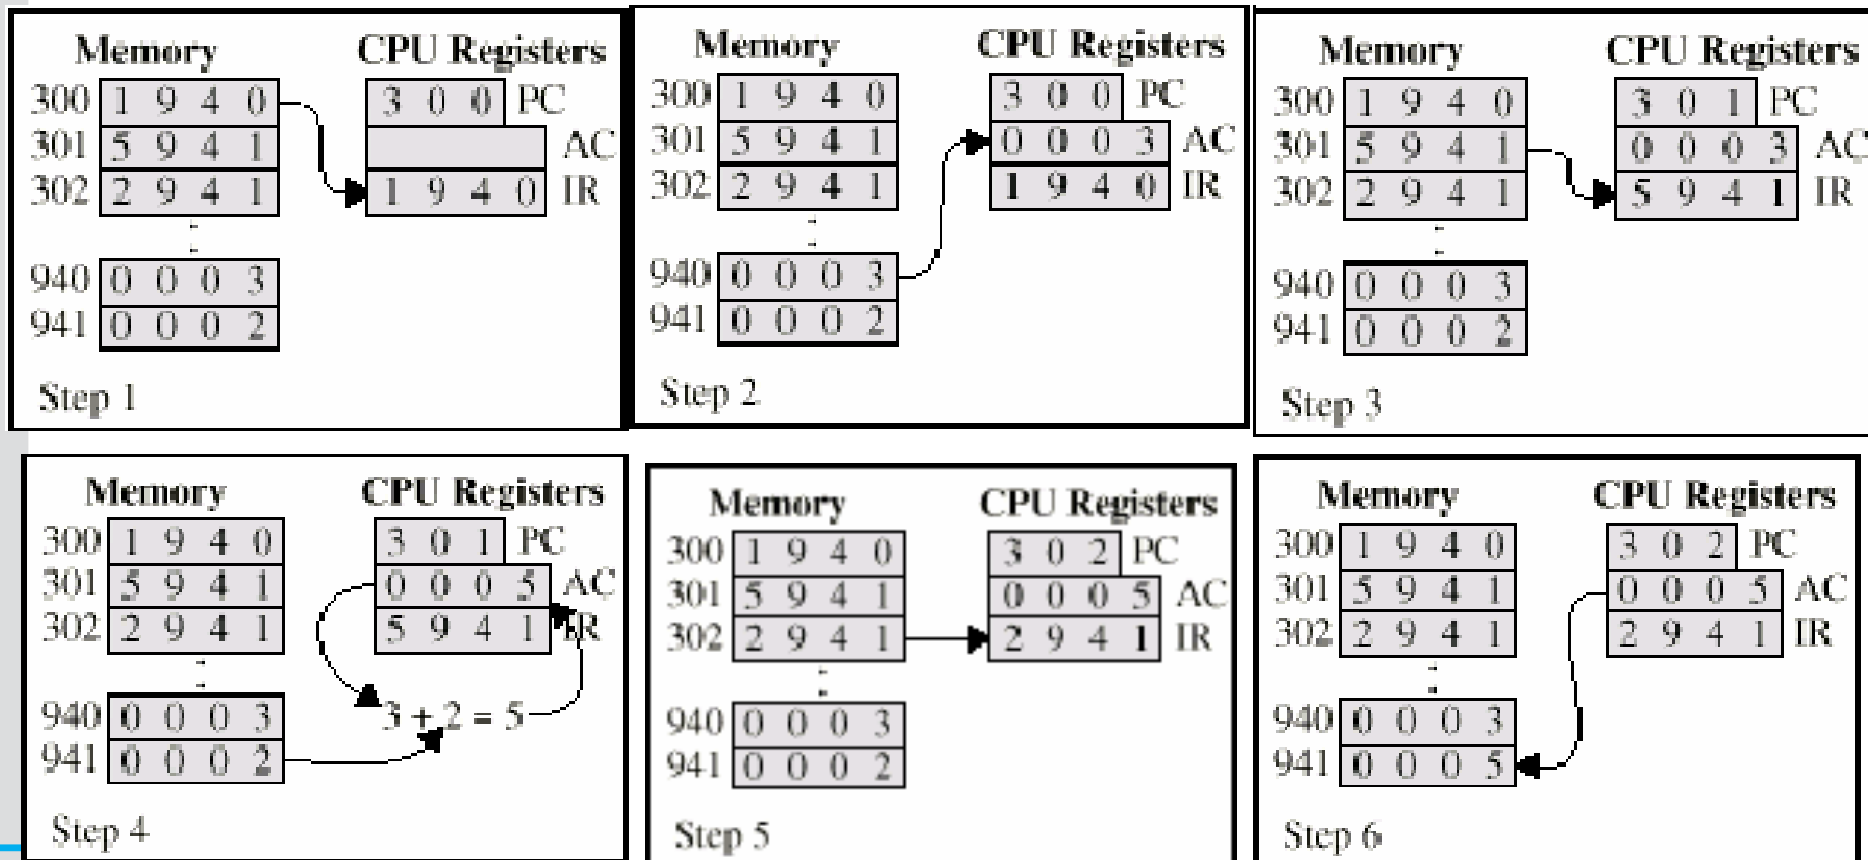 Memory CPU Registers
300 1 9 4 0 3 0 0 PC
301 5 9 4 1 AC
302 2 9 4 1 1 9 4 0 IR
:
940 0 0 0 3
941 0 0 0 2
Step 1
Memory CPU Registers
300 1 9 4 0 3 0 0 PC
301 5 9 4 1 0 0 0 3 AC
302 2 9 4 1 1 9 4 0 IR
:
940 0 0 0 3
941 0 0 0 2
Step 2
Memory CPU Registers
300 1 9 4 0 3 0 1 PC
301 5 9 4 1 0 0 0 3 AC
302 2 9 4 1 5 9 4 1 IR
:
940 0 0 0 3
941 0 0 0 2
Step 3
Memory CPU Registers
300 1 9 4 0 3 0 1 PC
301 5 9 4 1 0 0 0 5 AC
302 2 9 4 1 5 9 4 1 IR
:
940 0 0 0 3 3 + 2 = 5
941 0 0 0 2
Step 4
Memory CPU Registers
300 1 9 4 0 3 0 2 PC
301 5 9 4 1 0 0 0 5 AC
302 2 9 4 1 2 9 4 1 IR
:
940 0 0 0 3
941 0 0 0 2
Step 5
Memory CPU Registers
300 1 9 4 0 3 0 2 PC
301 5 9 4 1 0 0 0 5 AC
302 2 9 4 1 2 9 4 1 IR
:
940 0 0 0 3
941 0 0 0 5
Step 6